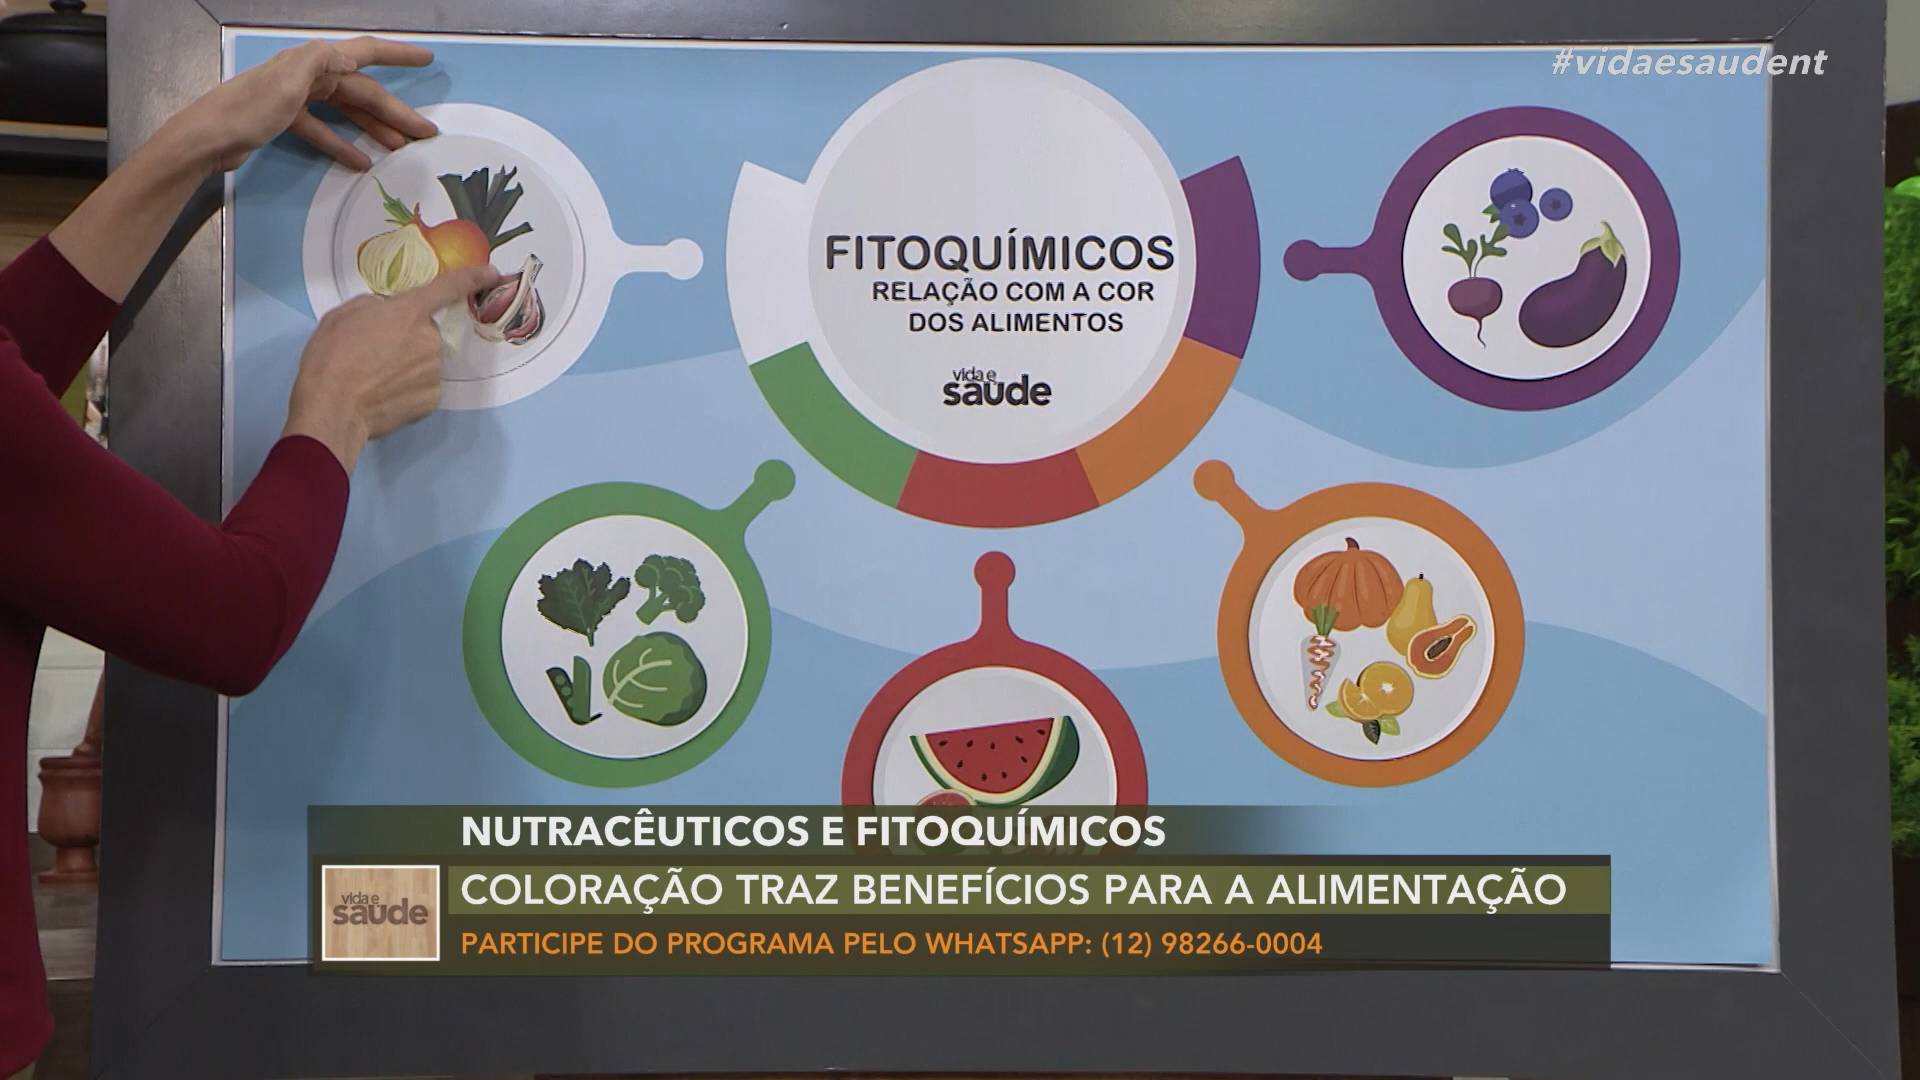 #vidaesaudent
FITOQUÍMICOS
RELAÇÃO COM A COR
DOS ALIMENTOS
vida e
saúde
NUTRACÊUTICOS E FITOQUÍMICOS
vida e
saúde
COLORAÇÃO TRAZ BENEFÍCIOS PARA A ALIMENTAÇÃO
PARTICIPE DO PROGRAMA PELO WHATSAPP: (12) 98266-0004